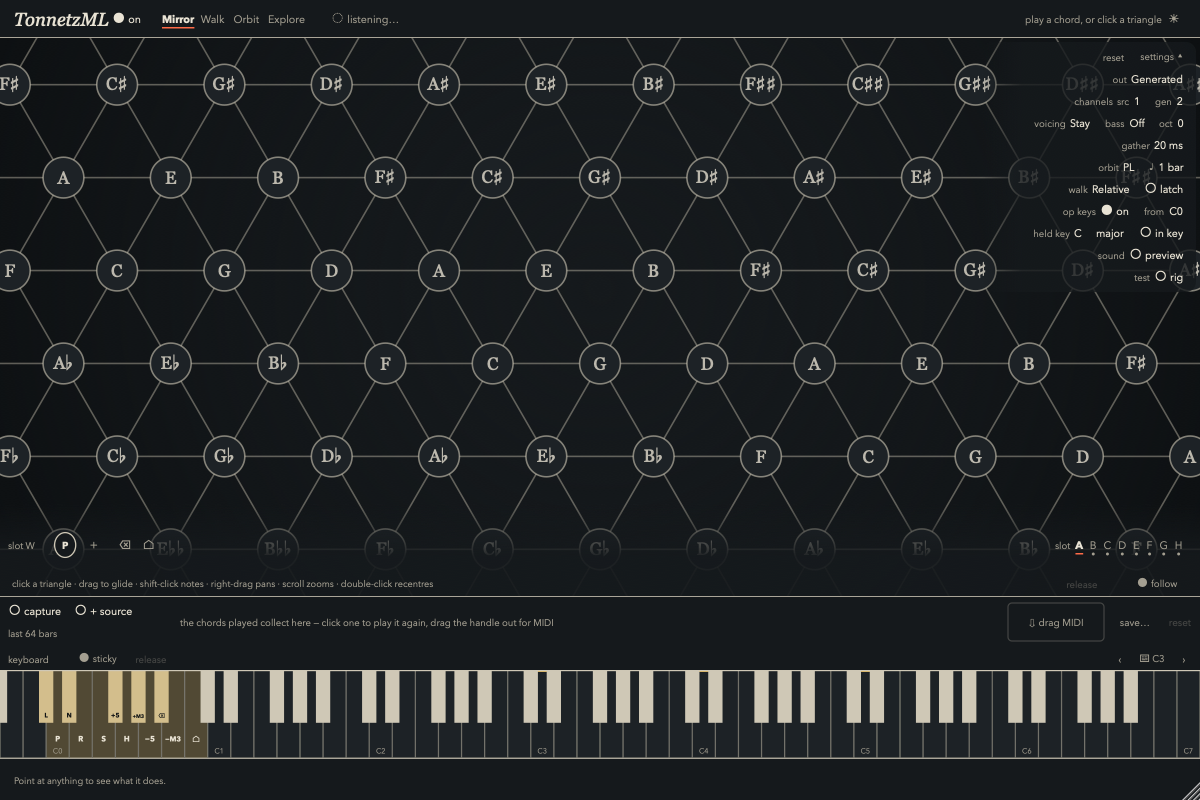 TonnetzML on Mirror Walk Orbit Explore listening... play a chord, or click a triangle
reset settings
F♯ C♯ G♯ D♯ A♯ E♯ B♯ F♯♯ C♯♯ G♯♯ D♯♯
out Generated
channels src 1 gen 2
voicing Stay bass Off oct 0
gather 20 ms
A E B F♯ C♯ G♯ D♯ A♯ E♯ B♯
orbit PL ♩ 1 bar
walk Relative latch
op keys on from C0
held key C major in key
sound preview
F C G D A E B F♯ C♯ G♯ D♯ A♯
test rig
A♭ E♭ B♭ F C G D A E B F♯
F♭ C♭ G♭ D♭ A♭ E♭ B♭ F C G D A
slot W P + E♭♭ B♭♭ F♭ C♭ G♭ D♭ A♭ E♭ B♭ slot A B C D E F G H
click a triangle · drag to glide · shift-click notes · right-drag pans · scroll zooms · double-click recentres release follow
capture + source
the chords played collect here – click one to play it again, drag the handle out for MIDI
⇩ drag MIDI save... reset
last 64 bars
keyboard sticky release ‹ C3 ›
L N +5 +M3
P R S H −5 −M3
C0 C1 C2 C3 C4 C5 C6 C7
Point at anything to see what it does.